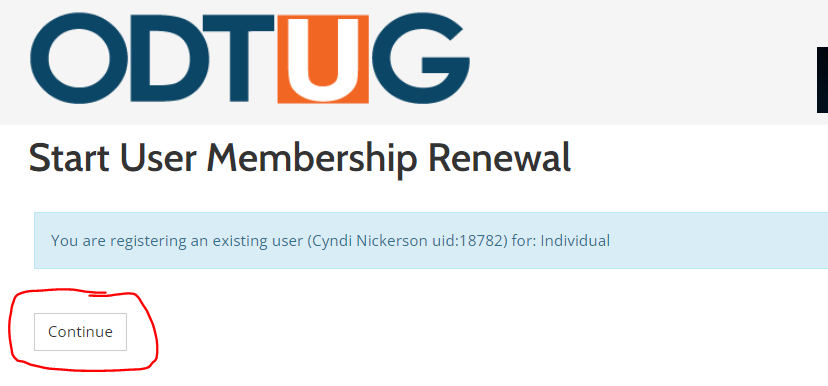 ODTUG
Start User Membership Renewal
You are registering an existing user (Cyndi Nickerson uid:18782) for: Individual
Continue